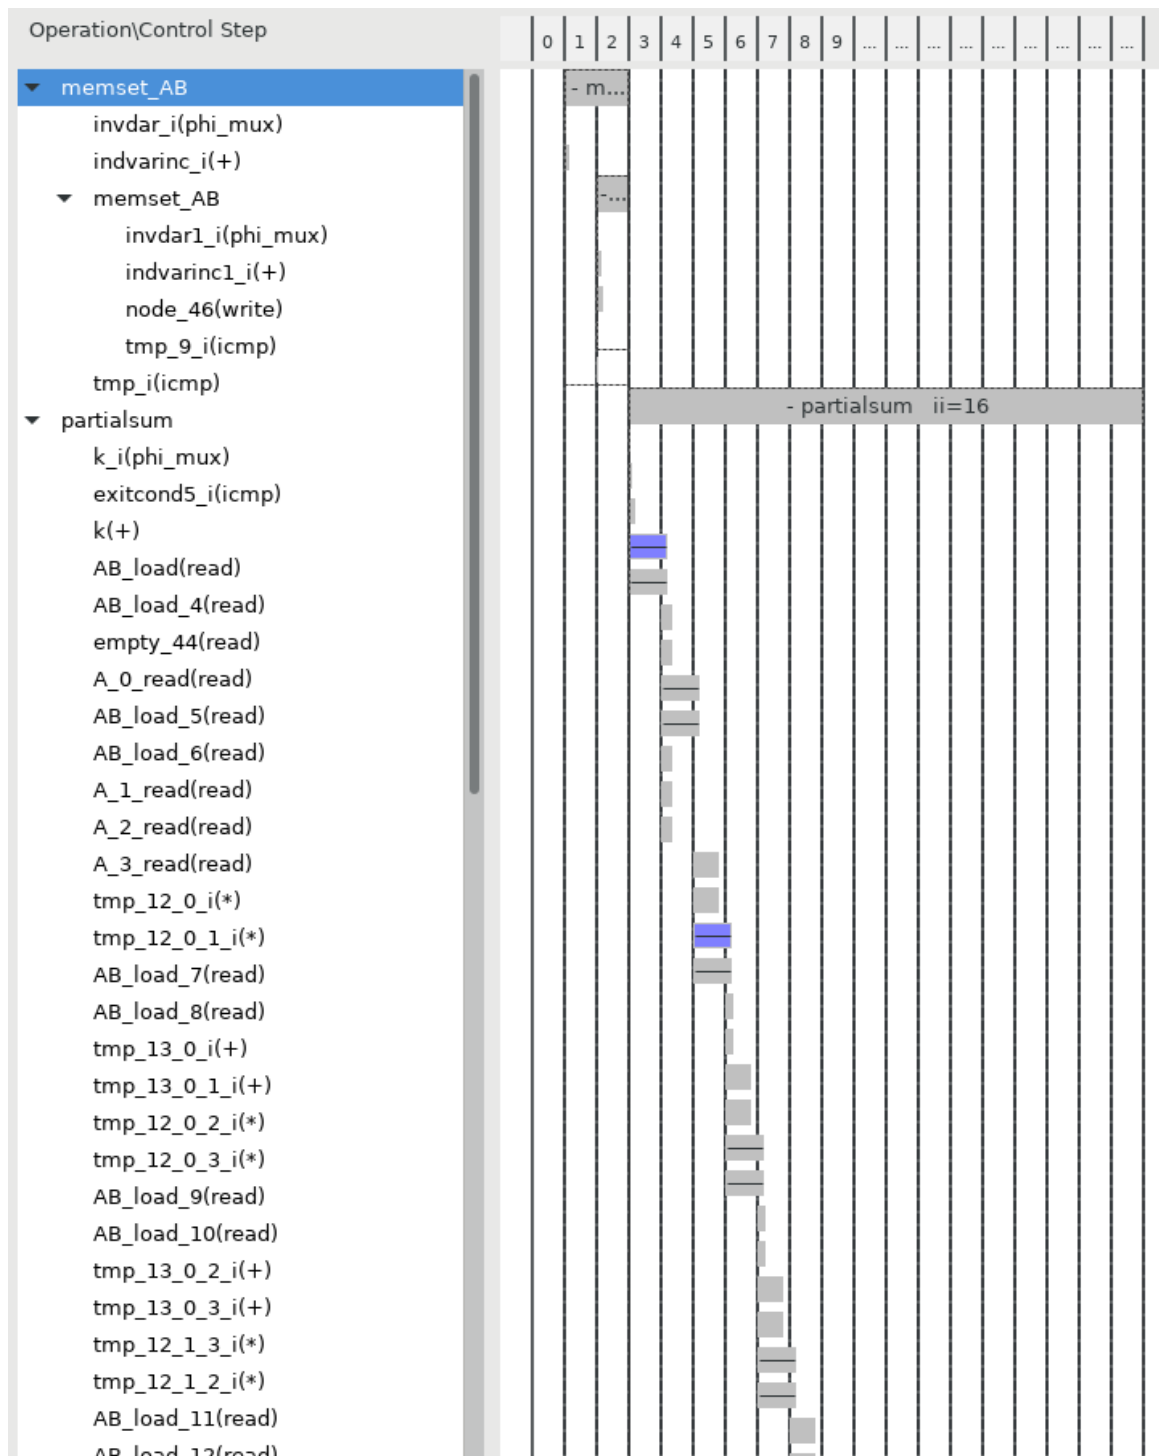 Operation\Control Step
0 1 2 3 4 5 6 7 8 9 ... ... ... ... ... ... ... ... ...
memset_AB
- m...
invdar_i(phi_mux)
indvarinc_i(+)
memset_AB
-...
invdar1_i(phi_mux)
indvarinc1_i(+)
node_46(write)
tmp_9_i(icmp)
tmp_i(icmp)
- partialsum ii=16
partialsum
k_i(phi_mux)
exitcond5_i(icmp)
k(+)
AB_load(read)
AB_load_4(read)
empty_44(read)
A_0_read(read)
AB_load_5(read)
AB_load_6(read)
A_1_read(read)
A_2_read(read)
A_3_read(read)
tmp_12_0_i(*)
tmp_12_0_1_i(*)
AB_load_7(read)
AB_load_8(read)
tmp_13_0_i(+)
tmp_13_0_1_i(+)
tmp_12_0_2_i(*)
tmp_12_0_3_i(*)
AB_load_9(read)
AB_load_10(read)
tmp_13_0_2_i(+)
tmp_13_0_3_i(+)
tmp_12_1_3_i(*)
tmp_12_1_2_i(*)
AB_load_11(read)
AB_load_12(read)